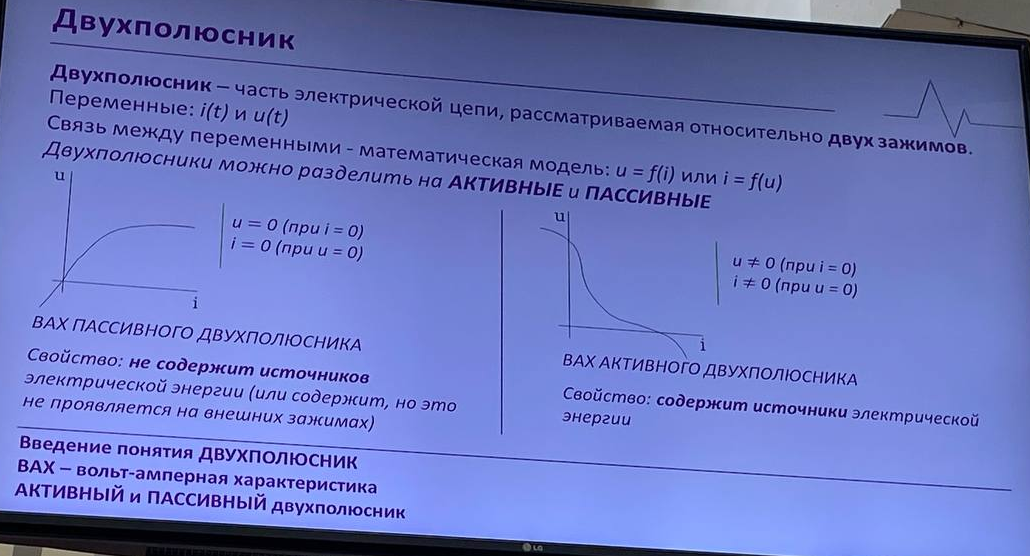 Двухполюсник
Двухполюсник – часть электрической цепи, рассматриваемая относительно двух зажимов.
Переменные: i(t) и u(t)
Связь между переменными - математическая модель: u = f(i) или i = f(u)
Двухполюсники можно разделить на АКТИВНЫЕ и ПАССИВНЫЕ
u
u = 0 (при i = 0)
i = 0 (при u = 0)
i
ВАХ ПАССИВНОГО ДВУХПОЛЮСНИКА
Свойство: не содержит источников
электрической энергии (или содержит, но это
не проявляется на внешних зажимах)
u
u ≠ 0 (при i = 0)
i ≠ 0 (при u = 0)
i
ВАХ АКТИВНОГО ДВУХПОЛЮСНИКА
Свойство: содержит источники электрической
энергии
Введение понятия ДВУХПОЛЮСНИК
ВАХ – вольт-амперная характеристика
АКТИВНЫЙ и ПАССИВНЫЙ двухполюсник
LG